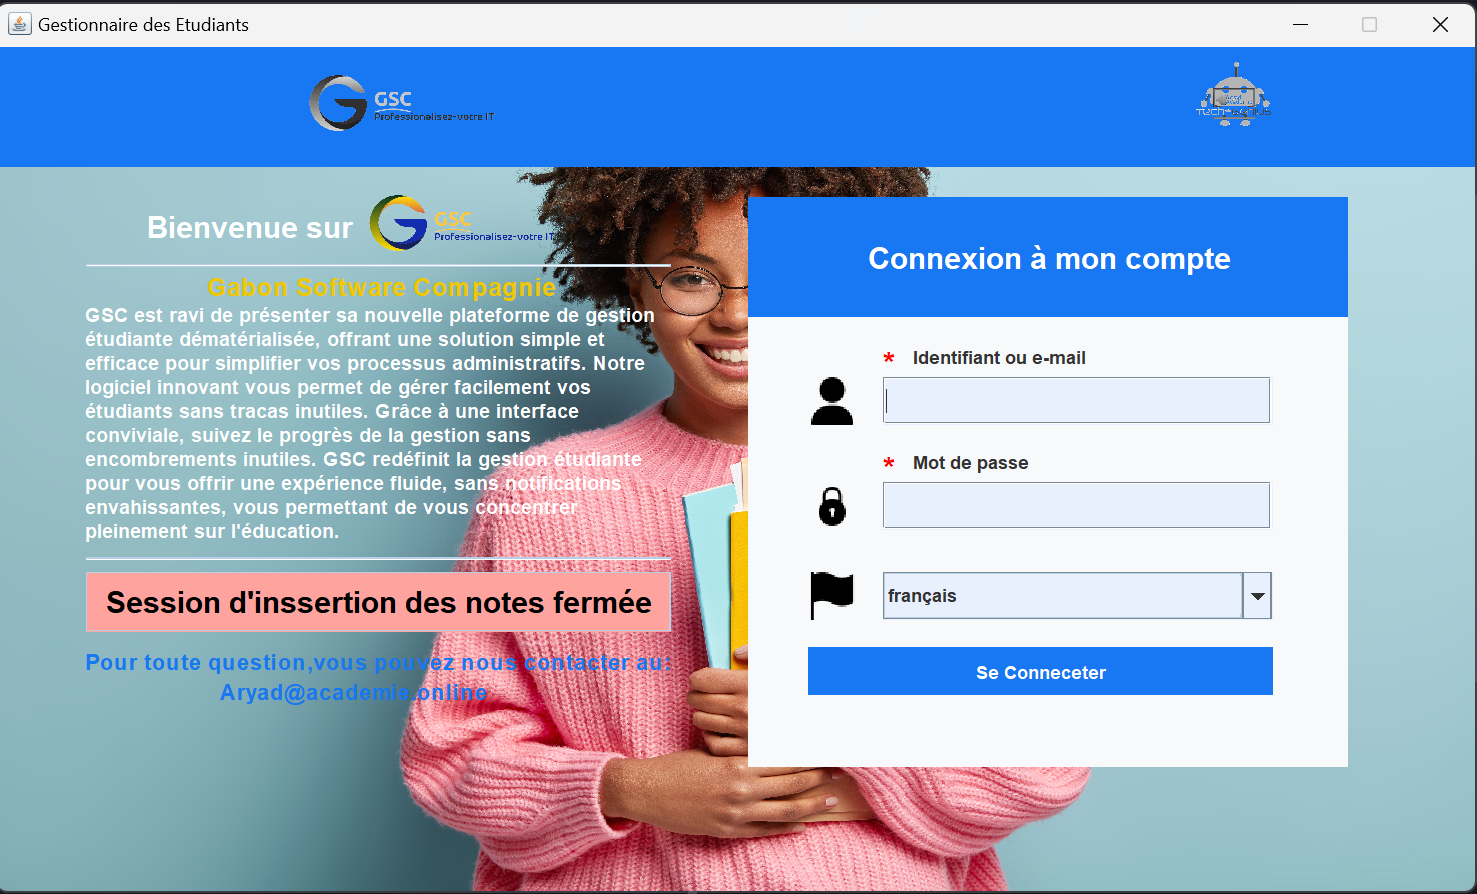 Gestionnaire des Etudiants
GSC
Professionalisez-votre IT
Bienvenue sur
GSC
Professionalisez-votre IT
Gabon Software Compagnie
GSC est ravi de présenter sa nouvelle plateforme de gestion
étudiante dématérialisée, offrant une solution simple et
efficace pour simplifier vos processus administratifs. Notre
logiciel innovant vous permet de gérer facilement vos
étudiants sans tracas inutiles. Grâce à une interface
conviviale, suivez le progrès de la gestion sans
encombrements inutiles. GSC redéfinit la gestion étudiante
pour vous offrir une expérience fluide, sans notifications
envahissantes, vous permettant de vous concentrer
pleinement sur l'éducation.
Session d'inssertion des notes fermée
Pour toute question,vous pouvez nous contacter au:
Aryad@academie.online
Connexion à mon compte
* Identifiant ou e-mail
* Mot de passe
français
Se Conneceter